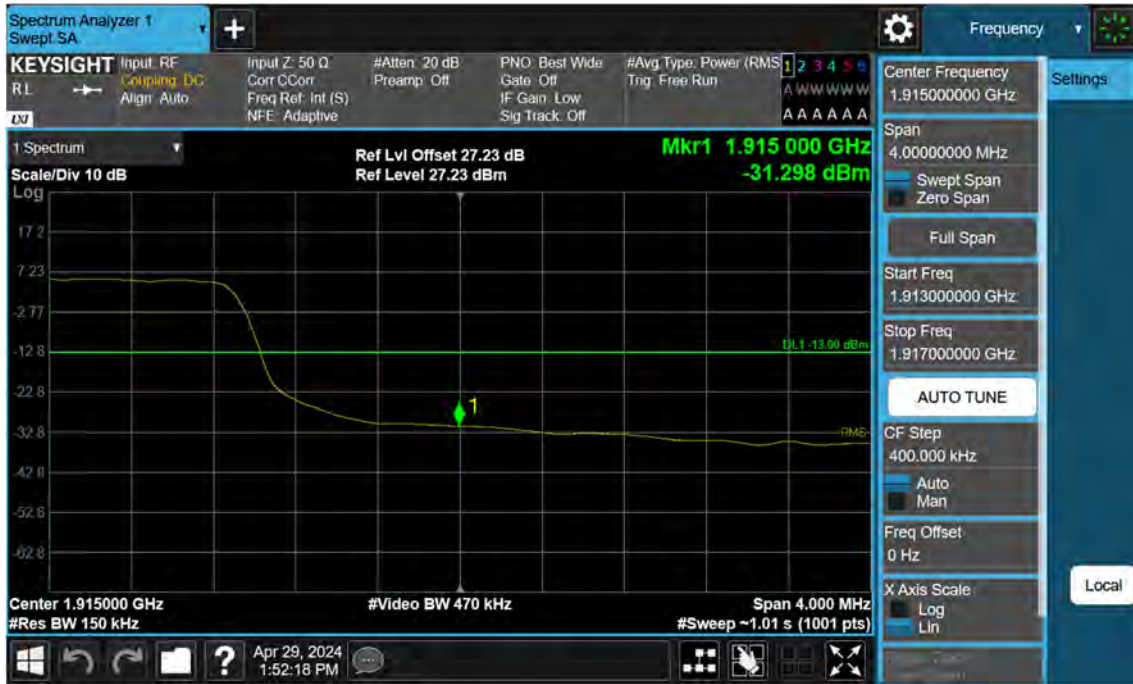 Spectrum Analyzer 1
Swept SA
+
Frequency
KEYSIGHT
RL
LXI
Input: RF
Coupling: DC
Align: Auto
Input Z: 50 Ω
Corr CCorr
Freq Ref: Int (S)
NFE: Adaptive
#Atten: 20 dB
Preamp: Off
PNO: Best Wide
Gate: Off
IF Gain: Low
Sig Track: Off
#Avg Type: Power (RMS
Trig: Free Run
1 2 3 4 5 6
A W W W W W
A A A A A A
1 Spectrum
Scale/Div 10 dB
Log
Ref Lvl Offset 27.23 dB
Ref Level 27.23 dBm
Mkr1 1.915 000 GHz
-31.298 dBm
17.2
7.23
-2.77
-12.8
DL1 -13.00 dBm
-22.8
1
-32.8
RMS
-42.8
-52.8
-62.8
Center 1.915000 GHz
#Video BW 470 kHz
Span 4.000 MHz
#Res BW 150 kHz
#Sweep ~1.01 s (1001 pts)
Center Frequency
1.915000000 GHz
Settings
Span
4.00000000 MHz
Swept Span
Zero Span
Full Span
Start Freq
1.913000000 GHz
Stop Freq
1.917000000 GHz
AUTO TUNE
CF Step
400.000 kHz
Auto
Man
Freq Offset
0 Hz
X Axis Scale
Log
Lin
Local
?
Apr 29, 2024
1:52:18 PM